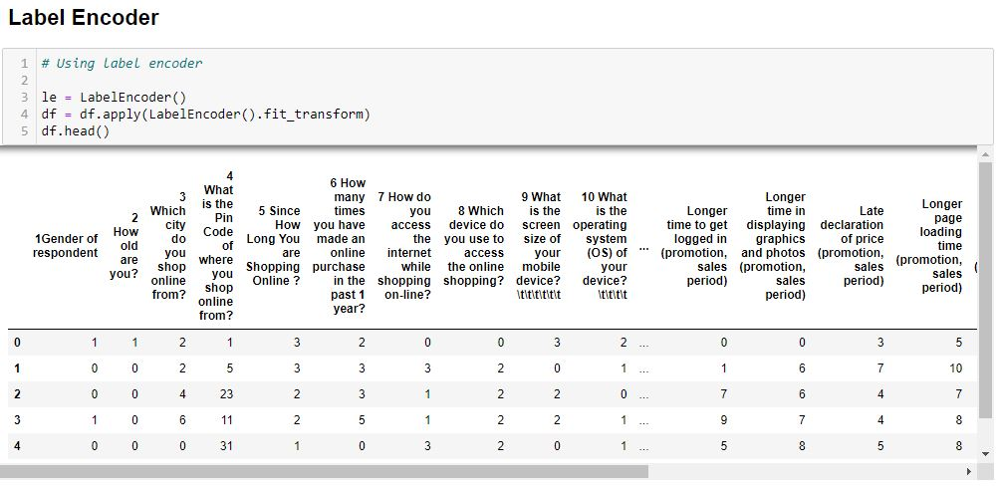 Label Encoder
1 # Using label encoder
2
3 le = LabelEncoder()
4 df = df.apply(LabelEncoder().fit_transform)
5 df.head()
1Gender of respondent 2 How old are you? 3 Which city do you shop online from? 4 What is the Pin Code of where you shop online from? 5 Since How Long You are Shopping Online ? 6 How many times you have made an online purchase in the past 1 year? 7 How do you access the internet while shopping on-line? 8 Which device do you use to access the online shopping? 9 What is the screen size of your mobile device? \t\t\t\t\t\t 10 What is the operating system (OS) of your device? \t\t\t\t ... Longer time to get logged in (promotion, sales period) Longer time in displaying graphics and photos (promotion, sales period) Late declaration of price (promotion, sales period) Longer page loading time (promotion, sales period) (
0 1 1 2 1 3 2 0 0 3 2 ... 0 0 3 5
1 0 0 2 5 3 3 3 2 0 1 ... 1 6 7 10
2 0 0 4 23 2 3 1 2 2 0 ... 7 6 4 7
3 1 0 6 11 2 5 1 2 2 1 ... 9 7 4 8
4 0 0 0 31 1 0 3 2 0 1 ... 5 8 5 8